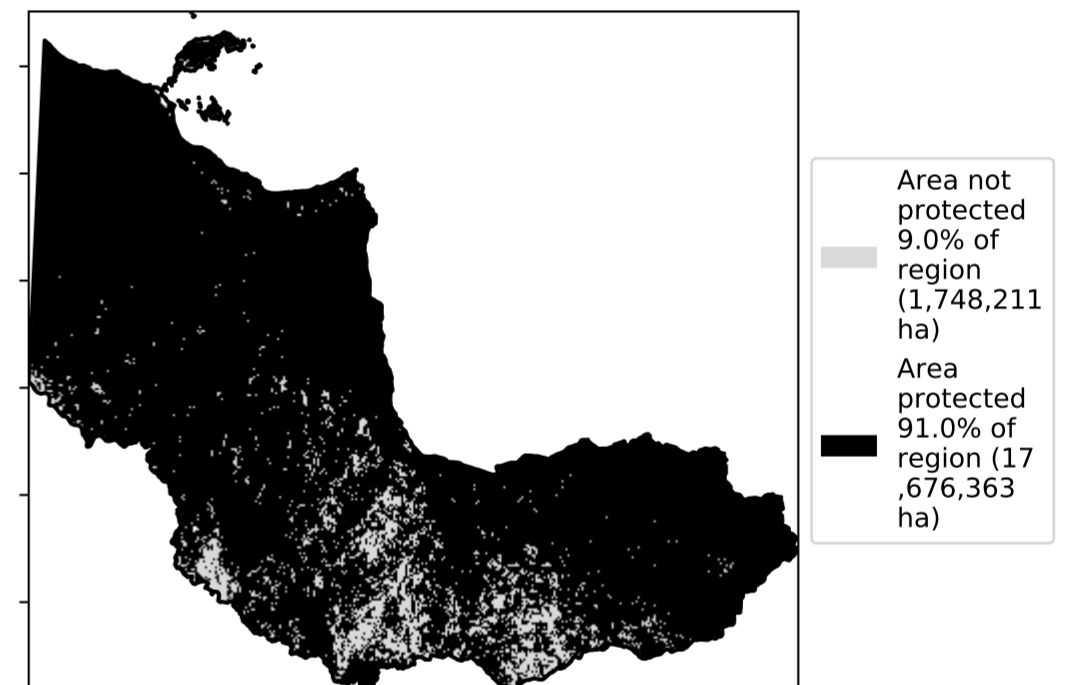 Area not
protected
9.0% of
region
(1,748,211
ha)
Area
protected
91.0% of
region (17
,676,363
ha)